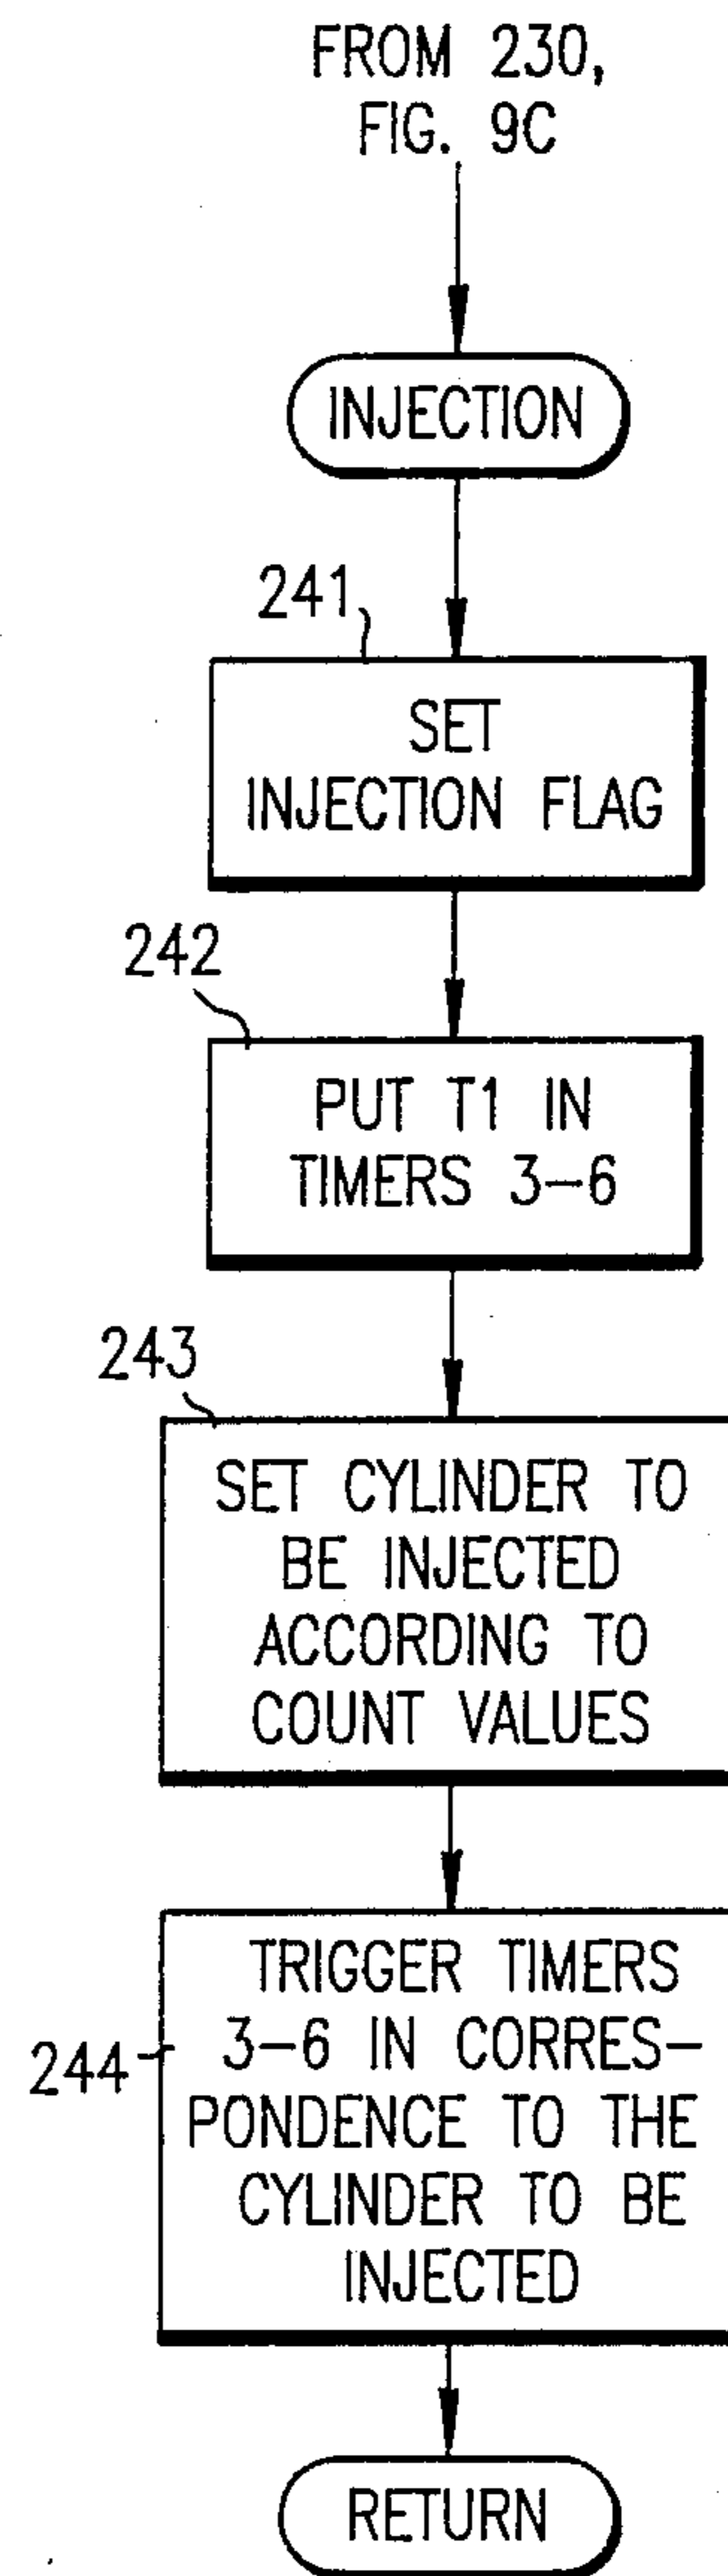 FROM 230,
FIG. 9C
INJECTION
241
SET
INJECTION FLAG
242
PUT T1 IN
TIMERS 3-6
243
SET CYLINDER TO
BE INJECTED
ACCORDING TO
COUNT VALUES
244
TRIGGER TIMERS
3-6 IN CORRES-
PONDENCE TO THE
CYLINDER TO BE
INJECTED
RETURN